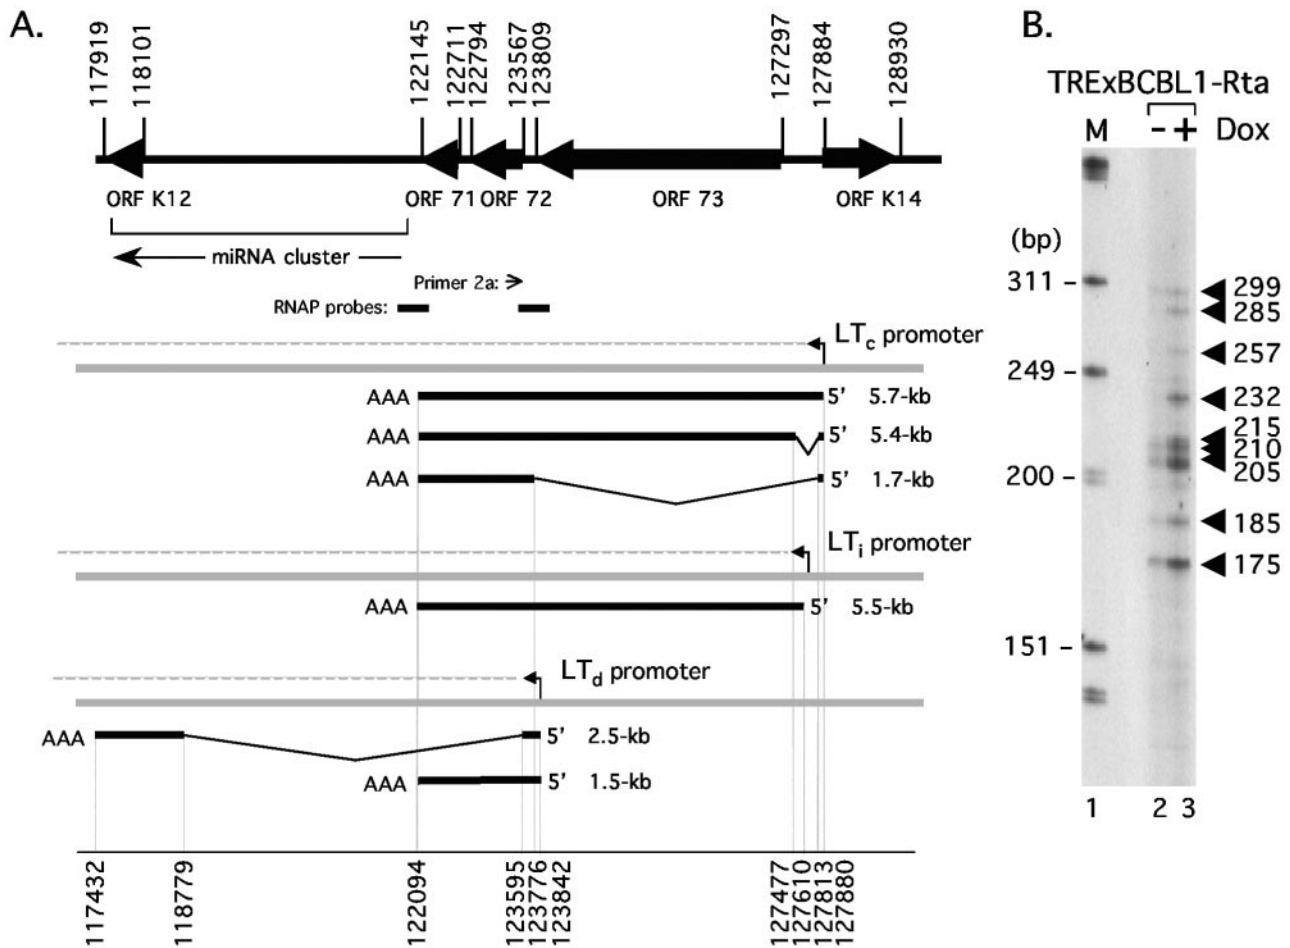 A.
117919 118101 122145 122711 122794 123567 123809 127297 127884 128930
ORF K12 ORF 71 ORF 72 ORF 73 ORF K14
miRNA cluster
Primer 2a:
RNAP probes:
LTc promoter
AAA 5' 5.7-kb
AAA 5' 5.4-kb
AAA 5' 1.7-kb
LTi promoter
AAA 5' 5.5-kb
LTd promoter
AAA 5' 2.5-kb
AAA 5' 1.5-kb
117432 118779 122094 123595 123776 123842 127477 127610 127813 127880
B.
TRExBCBL1-Rta
M - + Dox
(bp)
311 –
249 –
200 –
151 –
299
285
257
232
215
210
205
185
175
1 2 3